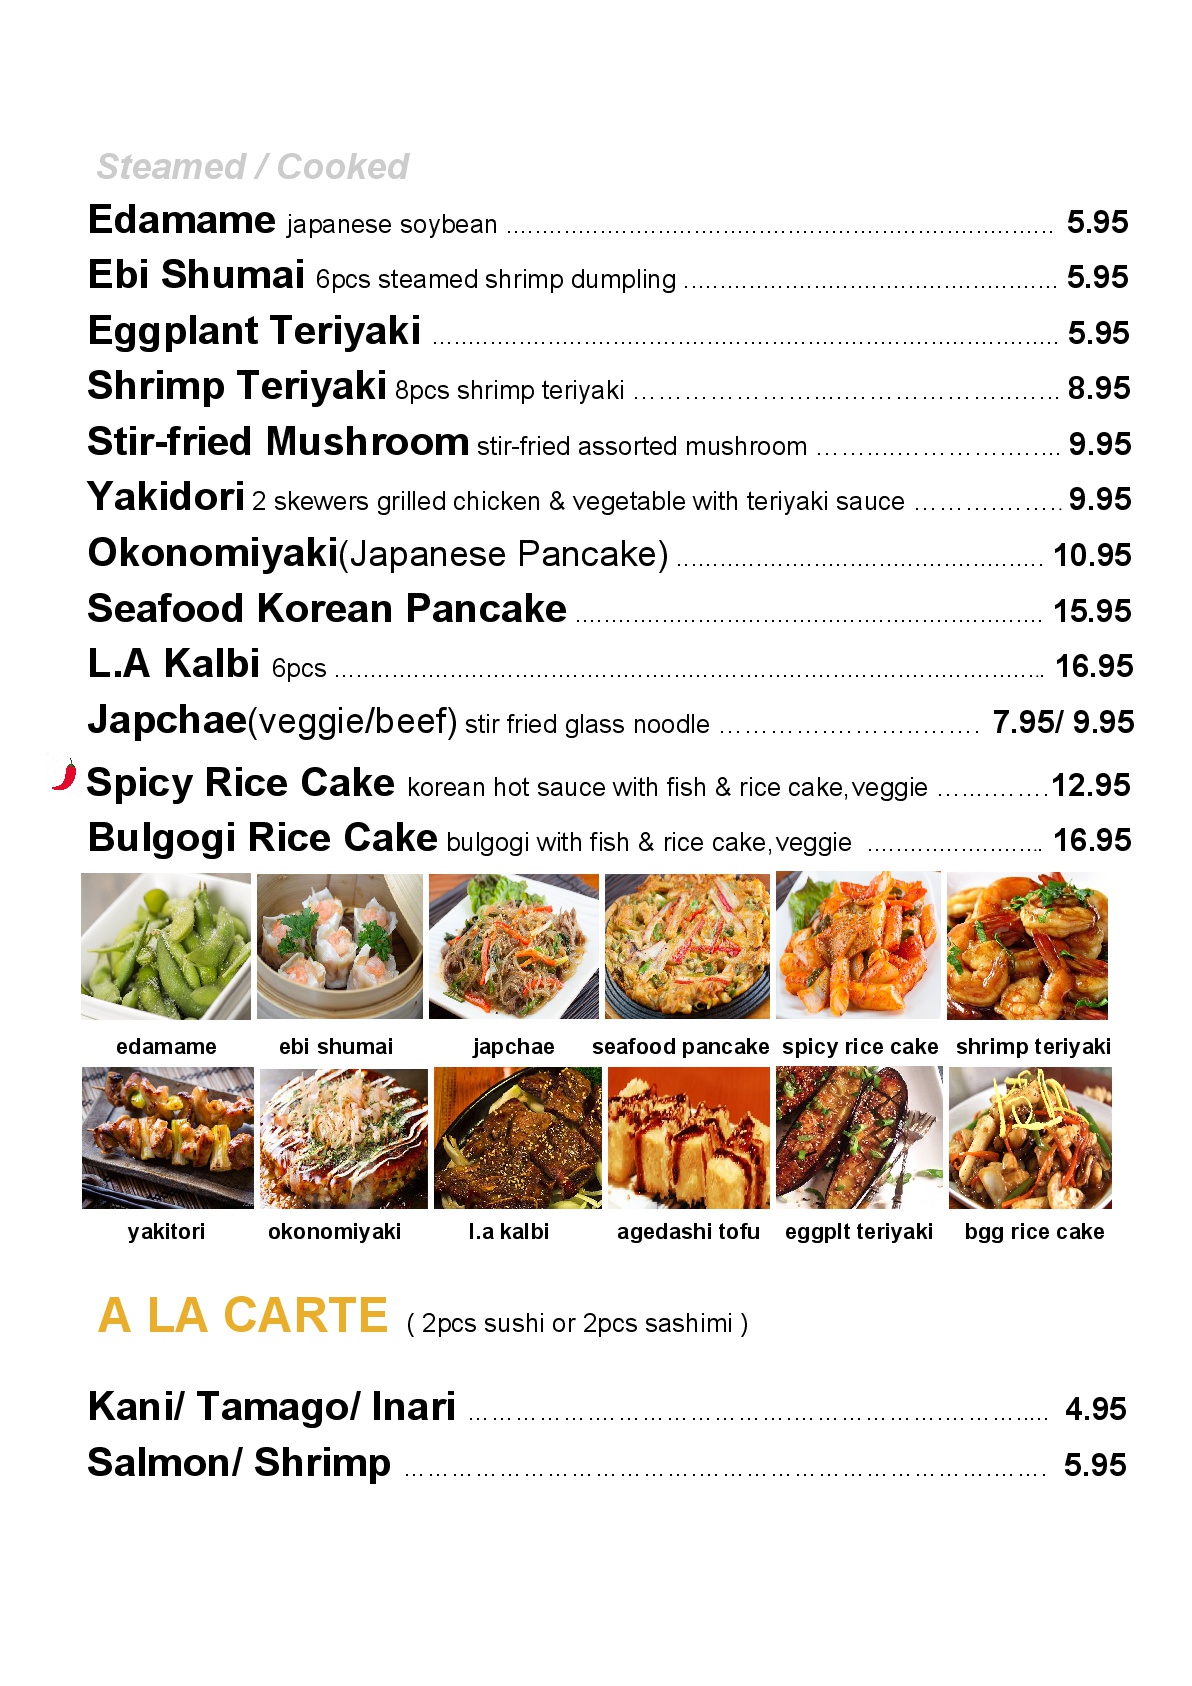 Steamed / Cooked
Edamame japanese soybean ........................................................................ 5.95
Ebi Shumai 6pcs steamed shrimp dumpling ................................................. 5.95
Eggplant Teriyaki .................................................................................. 5.95
Shrimp Teriyaki 8pcs shrimp teriyaki ........................................................ 8.95
Stir-fried Mushroom stir-fried assorted mushroom ................................ 9.95
Yakidori 2 skewers grilled chicken & vegetable with teriyaki sauce .................... 9.95
Okonomiyaki(Japanese Pancake) ................................................ 10.95
Seafood Korean Pancake ............................................................. 15.95
L.A Kalbi 6pcs ............................................................................................. 16.95
Japchae(veggie/beef) stir fried glass noodle .................................. 7.95/ 9.95
Spicy Rice Cake korean hot sauce with fish & rice cake,veggie ...............12.95
Bulgogi Rice Cake bulgogi with fish & rice cake,veggie ........................ 16.95
edamame ebi shumai japchae seafood pancake spicy rice cake shrimp teriyaki
yakitori okonomiyaki l.a kalbi agedashi tofu eggplt teriyaki bgg rice cake
A LA CARTE ( 2pcs sushi or 2pcs sashimi )
Kani/ Tamago/ Inari ............................................................................ 4.95
Salmon/ Shrimp .................................................................................... 5.95